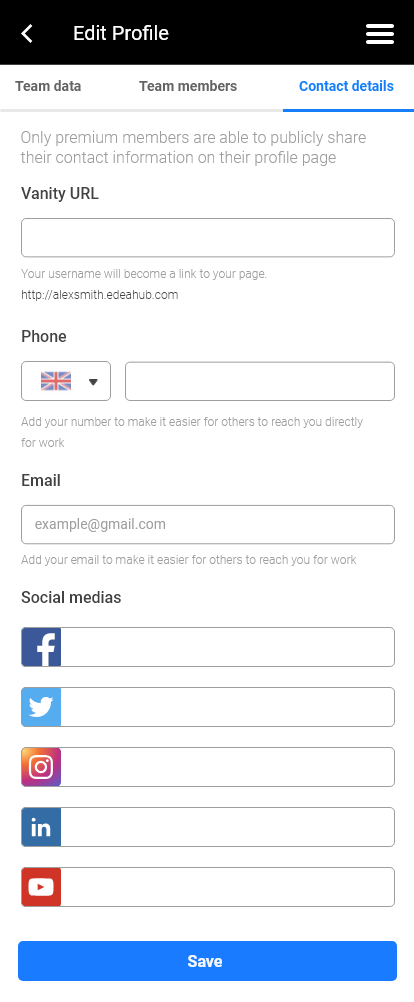 Edit Profile
Team data
Team members
Contact details
Only premium members are able to publicly share
their contact information on their profile page
Vanity URL
Your username will become a link to your page.
http://alexsmith.edeahub.com
Phone
Add your number to make it easier for others to reach you directly
for work
Email
example@gmail.com
Add your email to make it easier for others to reach you for work
Social medias
f
in
Save